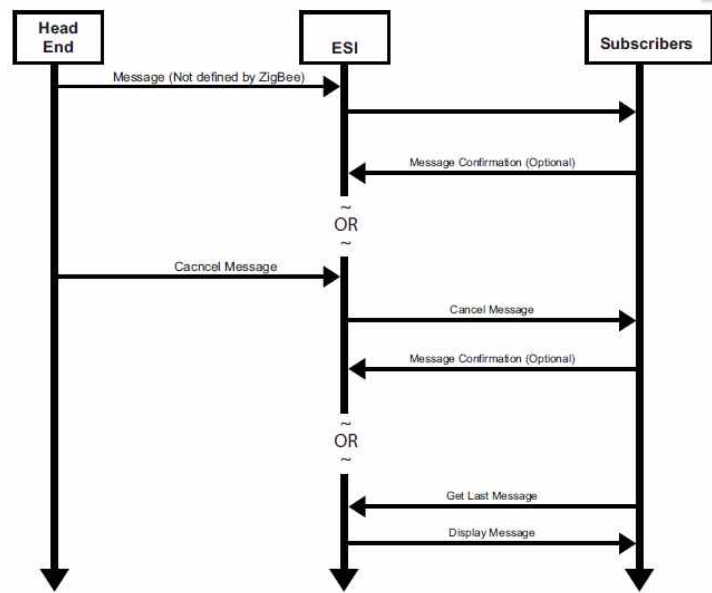 Head
End
ESI
Subscribers
Message (Not defined by ZigBee)
Message Confirmation (Optional)
~
OR
~
Cacncel Message
Cancel Message
Message Confirmation (Optional)
~
OR
~
Get Last Message
Display Message